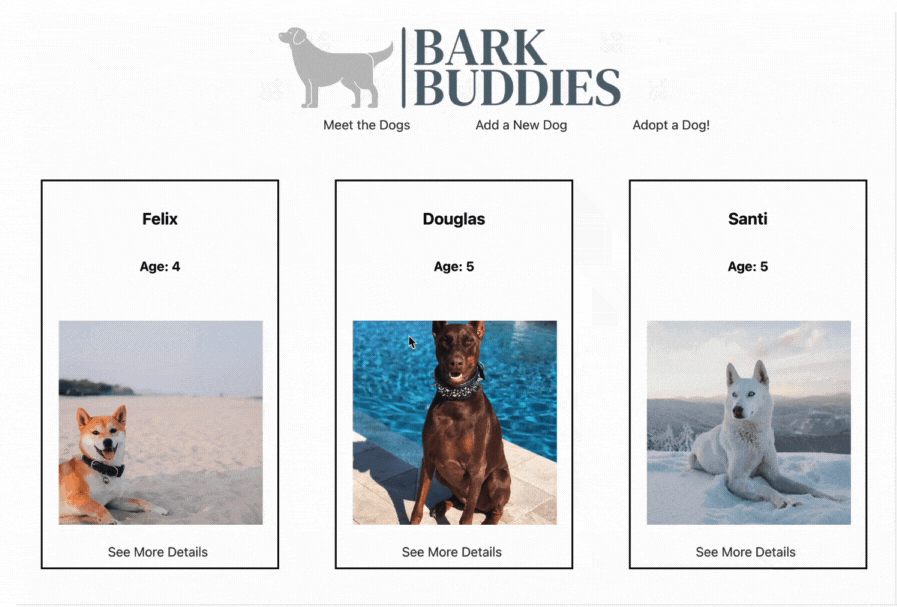 BARK
BUDDIES
Meet the Dogs Add a New Dog Adopt a Dog!
Felix
Age: 4
See More Details
Douglas
Age: 5
See More Details
Santi
Age: 5
See More Details